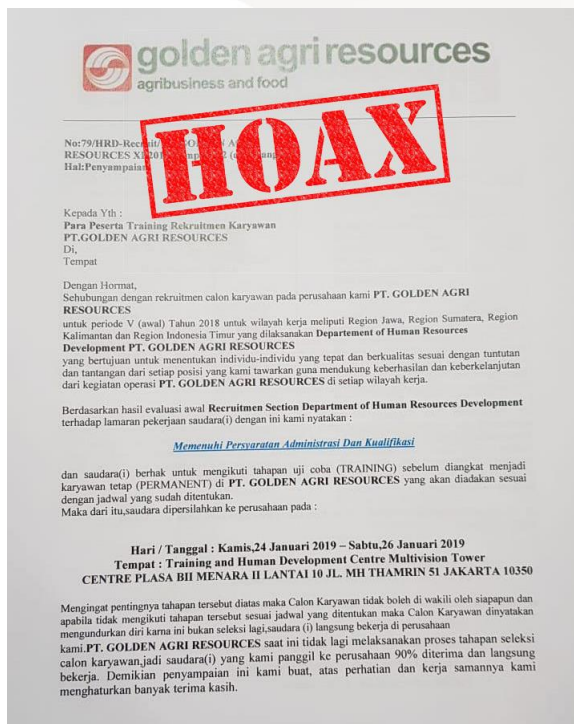 golden agri resources
agribusiness and food
HOAX
No:79/HRD-Recruit/
RESOURCES
Hal:Penyampaian
Kepada Yth :
Para Peserta Training Rekruitmen Karyawan
PT.GOLDEN AGRI RESOURCES
Di,
Tempat
Dengan Hormat,
Sehubungan dengan rekruitmen calon karyawan pada perusahaan kami PT. GOLDEN AGRI
RESOURCES
untuk periode V (awal) Tahun 2018 untuk wilayah kerja meliputi Region Jawa, Region Sumatera, Region
Kalimantan dan Region Indonesia Timur yang dilaksanakan Departement of Human Resources
Development PT. GOLDEN AGRI RESOURCES
yang bertujuan untuk menentukan individu-individu yang tepat dan berkualitas sesuai dengan tuntutan
dan tantangan dari setiap posisi yang kami tawarkan guna mendukung keberhasilan dan keberkelanjutan
dari kegiatan operasi PT. GOLDEN AGRI RESOURCES di setiap wilayah kerja.
Berdasarkan hasil evaluasi awal Recruitmen Section Department of Human Resources Development
terhadap lamaran pekerjaan saudara(i) dengan ini kami nyatakan :
Memenuhi Persyaratan Administrasi Dan Kualifikasi
dan saudara(i) berhak untuk mengikuti tahapan uji coba (TRAINING) sebelum diangkat menjadi
karyawan tetap (PERMANENT) di PT. GOLDEN AGRI RESOURCES yang akan diadakan sesuai
dengan jadwal yang sudah ditentukan.
Maka dari itu,saudara dipersilahkan ke perusahaan pada :
Hari / Tanggal : Kamis,24 Januari 2019 – Sabtu,26 Januari 2019
Tempat : Training and Human Development Centre Multivision Tower
CENTRE PLASA BII MENARA II LANTAI 10 JL. MH THAMRIN 51 JAKARTA 10350
Mengingat pentingnya tahapan tersebut diatas maka Calon Karyawan tidak boleh di wakili oleh siapapun dan
apabila tidak mengikuti tahapan tersebut sesuai jadwal yang ditentukan maka Calon Karyawan dinyatakan
mengundurkan diri karna ini bukan seleksi lagi,saudara (i) langsung bekerja di perusahaan
kami.PT. GOLDEN AGRI RESOURCES saat ini tidak lagi melaksanakan proses tahapan seleksi
calon karyawan,jadi saudara(i) yang kami panggil ke perusahaan 90% diterima dan langsung
bekerja. Demikian penyampaian ini kami buat, atas perhatian dan kerja samannya kami
menghaturkan banyak terima kasih.